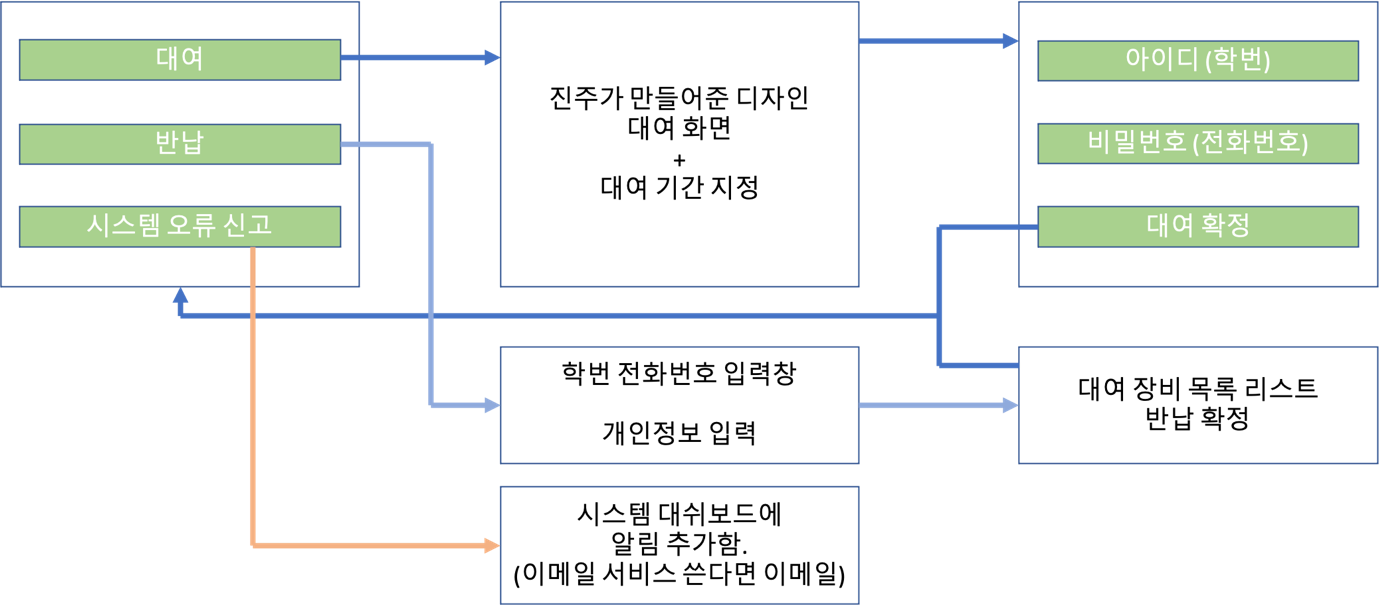 대여
반납
시스템 오류 신고
진주가 만들어준 디자인
대여 화면
+
대여 기간 지정
아이디 (학번)
비밀번호 (전화번호)
대여 확정
학번 전화번호 입력창
개인정보 입력
대여 장비 목록 리스트
반납 확정
시스템 대쉬보드에
알림 추가함.
(이메일 서비스 쓴다면 이메일)